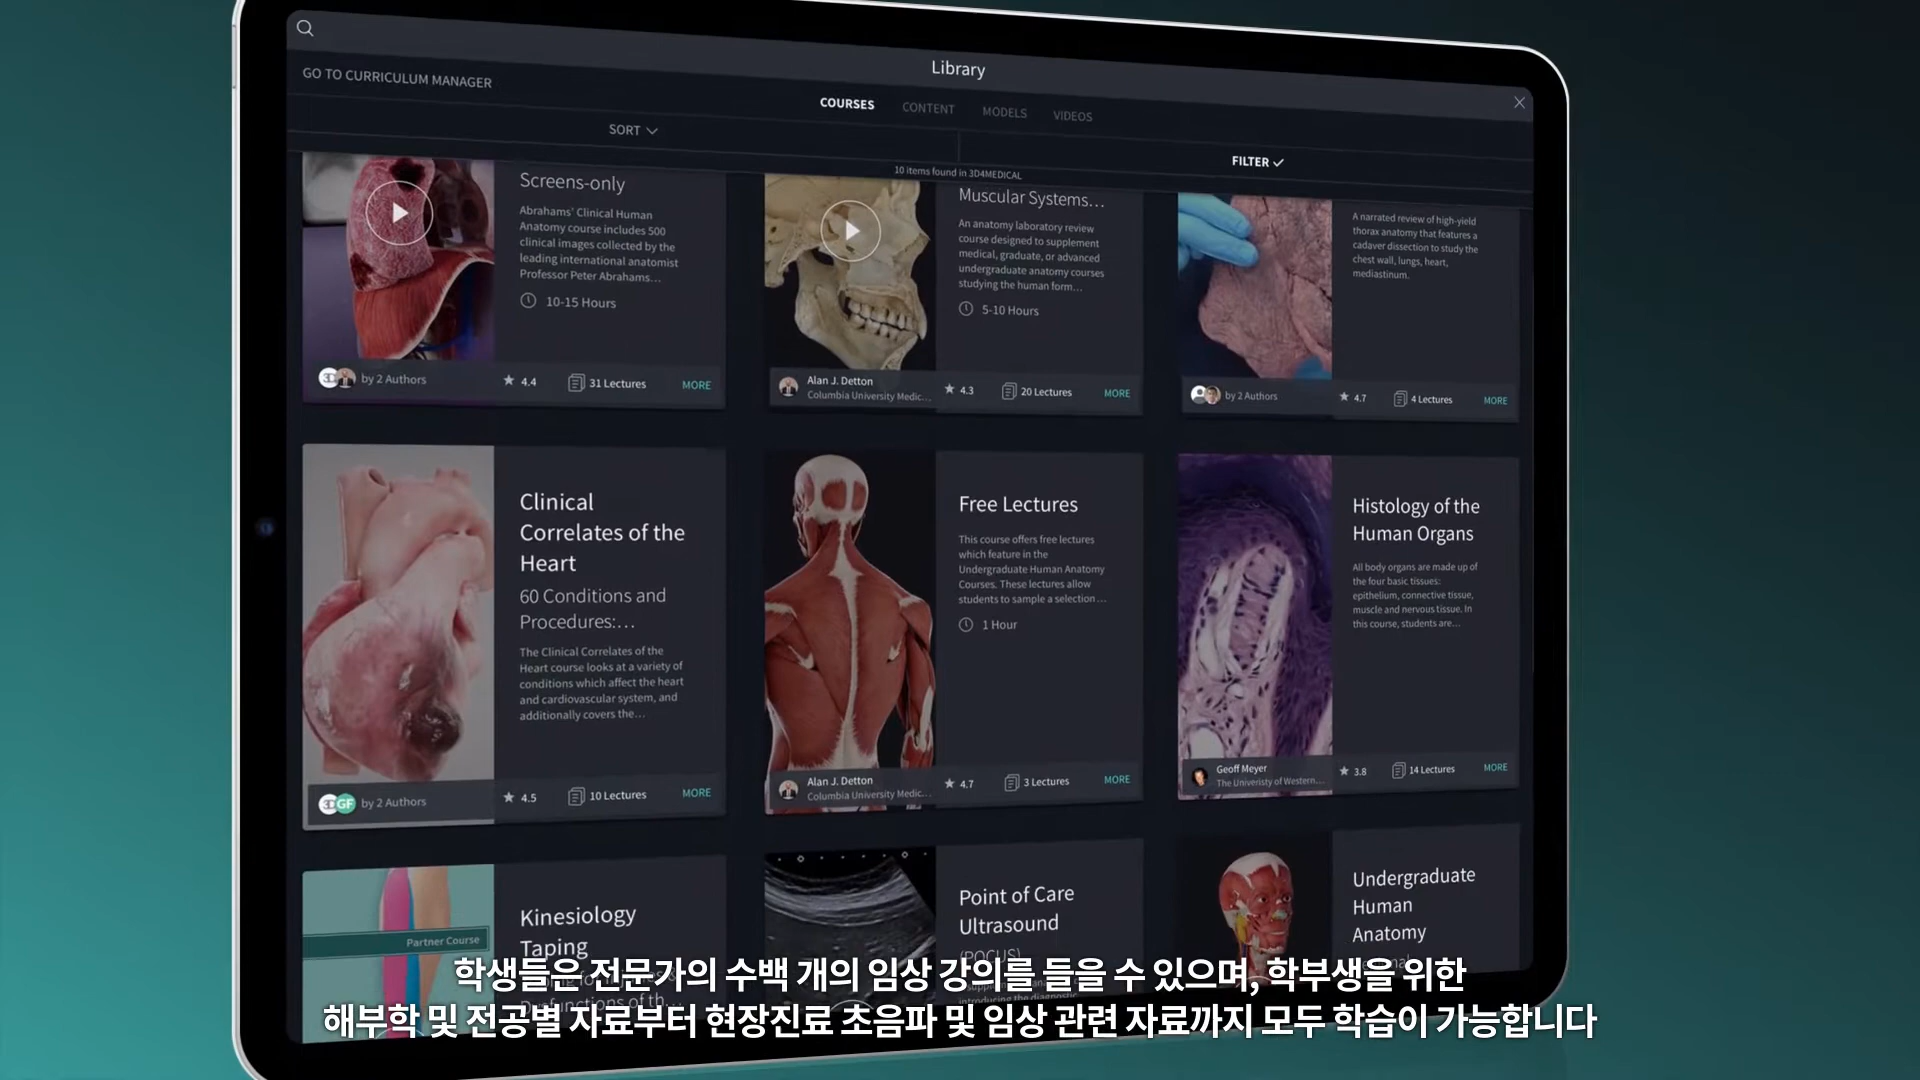 Library
GO TO CURRICULUM MANAGER
COURSES CONTENT MODELS VIDEOS
SORT
FILTER
10 items found in 3D4MEDICAL
Screens-only
Abrahams' Clinical Human
Anatomy course includes 500
clinical images collected by the
leading international anatomist
Professor Peter Abrahams...
10-15 Hours
3D
by 2 Authors
4.4
31 Lectures
MORE
Muscular Systems...
An anatomy laboratory review
course designed to supplement
medical, graduate, or advanced
undergraduate anatomy courses
studying the human form...
5-10 Hours
Alan J. Detton
Columbia University Medic...
4.3
20 Lectures
MORE
A narrated review of high-yield
thorax anatomy that features a
cadaver dissection to study the
chest wall, lungs, heart,
mediastinum.
by 2 Authors
4.7
4 Lectures
MORE
Clinical
Correlates of the
Heart
60 Conditions and
Procedures:...
The Clinical Correlates of the
Heart course looks at a variety of
conditions which affect the heart
and cardiovascular system, and
additionally covers the...
3D GF
by 2 Authors
4.5
10 Lectures
MORE
Free Lectures
This course offers free lectures
which feature in the
Undergraduate Human Anatomy
Courses. These lectures allow
students to sample a selection ...
1 Hour
Alan J. Detton
Columbia University Medic...
4.7
3 Lectures
MORE
Histology of the
Human Organs
All body organs are made up of
the four basic tissues:
epithelium, connective tissue,
muscle and nervous tissue. In
this course, students are...
Geoff Meyer
The Univeristy of Western...
3.8
14 Lectures
MORE
Partner Course
Kinesiology
Taping
Dysfunctions of th...
Point of Care
Ultrasound
(POCUS)
introducing the diagnostic
Undergraduate
Human
Anatomy
학생들은 전문가의 수백 개의 임상 강의를 들을 수 있으며, 학부생을 위한
해부학 및 전공별 자료부터 현장진료 초음파 및 임상 관련 자료까지 모두 학습이 가능합니다